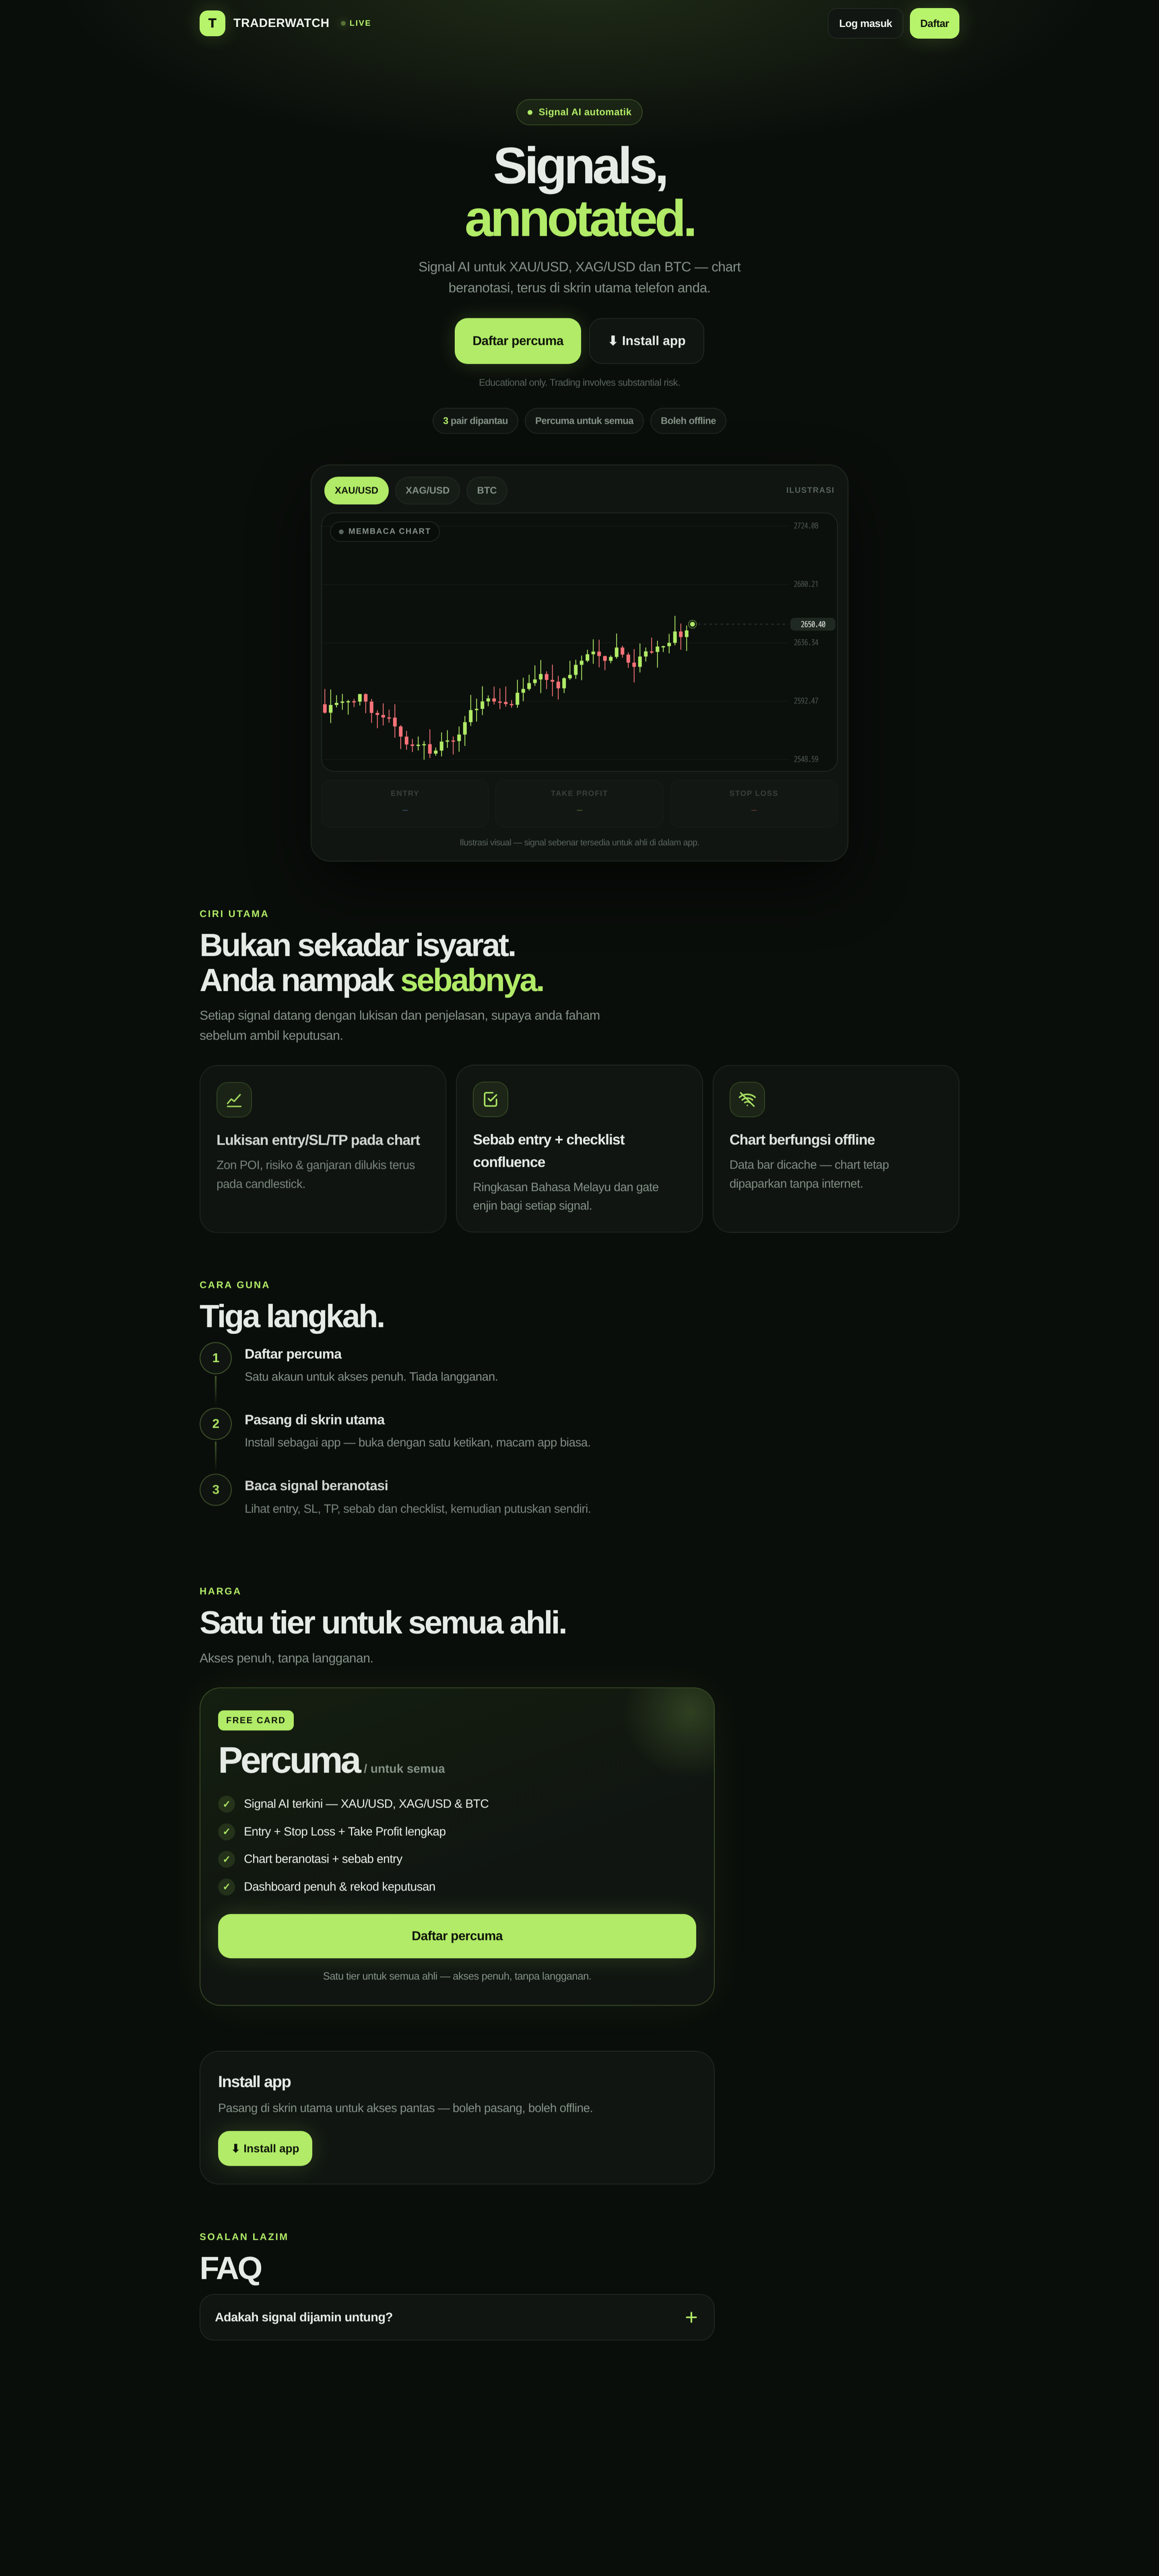 T TRADERWATCH LIVE
Log masuk
Daftar
Signal AI automatik
Signals,
annotated.
Signal AI untuk XAU/USD, XAG/USD dan BTC — chart
beranotasi, terus di skrin utama telefon anda.
Daftar percuma
⬇ Install app
Educational only. Trading involves substantial risk.
3 pair dipantau
Percuma untuk semua
Boleh offline
XAU/USD
XAG/USD
BTC
ILUSTRASI
MEMBACA CHART
2724.08
2680.21
2650.40
2636.34
2592.47
2548.59
ENTRY
—
TAKE PROFIT
—
STOP LOSS
—
Ilustrasi visual — signal sebenar tersedia untuk ahli di dalam app.
CIRI UTAMA
Bukan sekadar isyarat.
Anda nampak sebabnya.
Setiap signal datang dengan lukisan dan penjelasan, supaya anda faham
sebelum ambil keputusan.
Lukisan entry/SL/TP pada chart
Zon POI, risiko & ganjaran dilukis terus
pada candlestick.
Sebab entry + checklist
confluence
Ringkasan Bahasa Melayu dan gate
enjin bagi setiap signal.
Chart berfungsi offline
Data bar dicache — chart tetap
dipaparkan tanpa internet.
CARA GUNA
Tiga langkah.
1
Daftar percuma
Satu akaun untuk akses penuh. Tiada langganan.
2
Pasang di skrin utama
Install sebagai app — buka dengan satu ketikan, macam app biasa.
3
Baca signal beranotasi
Lihat entry, SL, TP, sebab dan checklist, kemudian putuskan sendiri.
HARGA
Satu tier untuk semua ahli.
Akses penuh, tanpa langganan.
FREE CARD
Percuma / untuk semua
✓ Signal AI terkini — XAU/USD, XAG/USD & BTC
✓ Entry + Stop Loss + Take Profit lengkap
✓ Chart beranotasi + sebab entry
✓ Dashboard penuh & rekod keputusan
Daftar percuma
Satu tier untuk semua ahli — akses penuh, tanpa langganan.
Install app
Pasang di skrin utama untuk akses pantas — boleh pasang, boleh offline.
⬇ Install app
SOALAN LAZIM
FAQ
Adakah signal dijamin untung? +